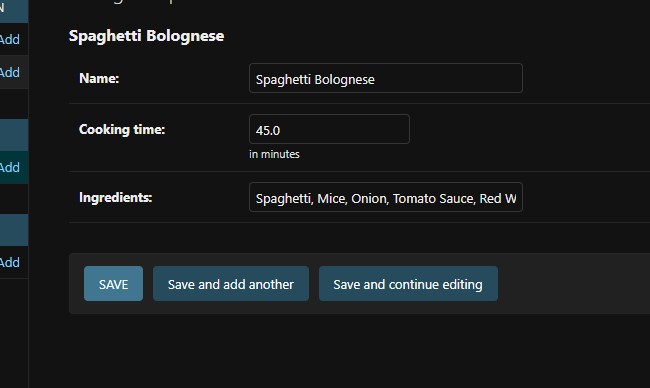 N
Add
Add
Add
Add
Spaghetti Bolognese
Name:
Spaghetti Bolognese
Cooking time:
45.0
in minutes
Ingredients:
Spaghetti, Mice, Onion, Tomato Sauce, Red W
SAVE
Save and add another
Save and continue editing